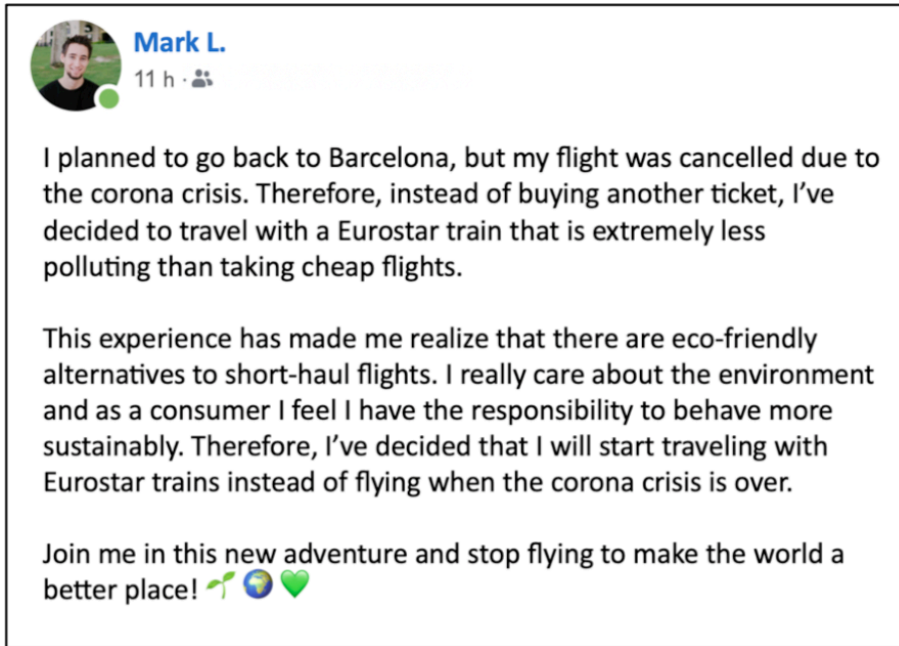 Mark L.
11 h ·
I planned to go back to Barcelona, but my flight was cancelled due to
the corona crisis. Therefore, instead of buying another ticket, I’ve
decided to travel with a Eurostar train that is extremely less
polluting than taking cheap flights.
This experience has made me realize that there are eco-friendly
alternatives to short-haul flights. I really care about the environment
and as a consumer I feel I have the responsibility to behave more
sustainably. Therefore, I’ve decided that I will start traveling with
Eurostar trains instead of flying when the corona crisis is over.
Join me in this new adventure and stop flying to make the world a
better place! 🌱 🌍 💚